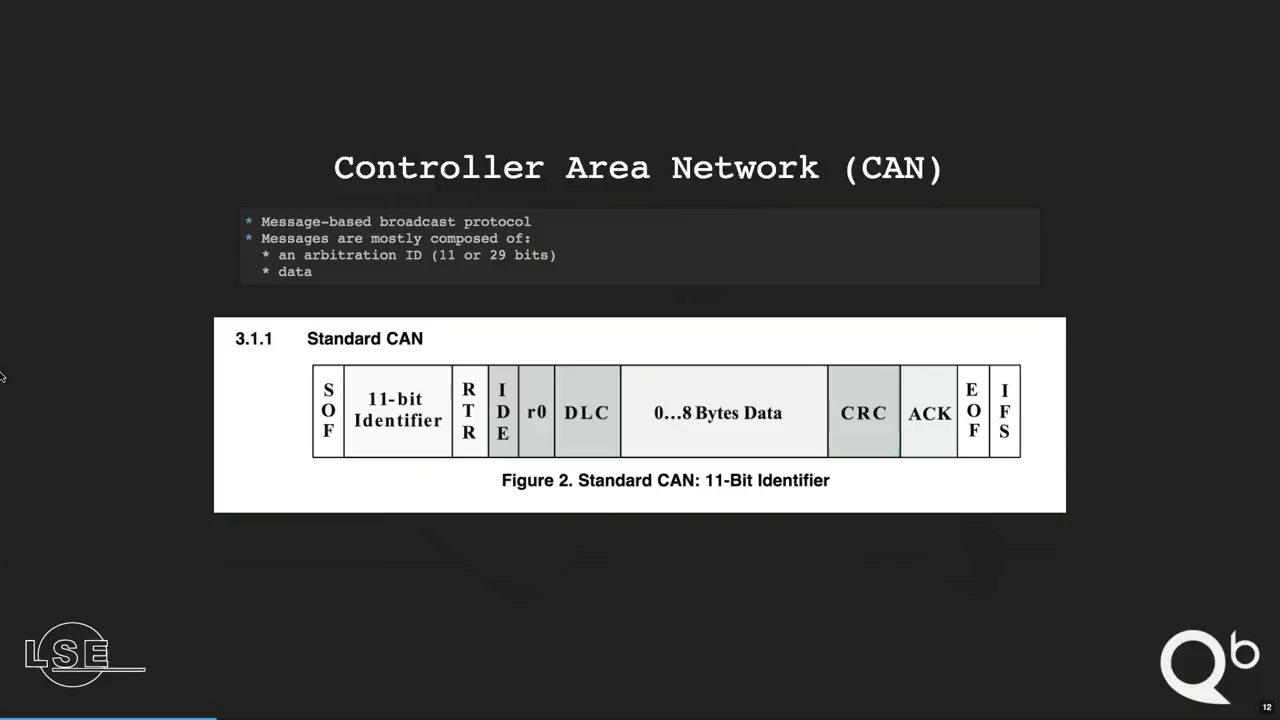 Controller Area Network (CAN)
* Message-based broadcast protocol
* Messages are mostly composed of:
* an arbitration ID (11 or 29 bits)
* data
3.1.1 Standard CAN
SOF 11-bit Identifier RTR IDE r0 DLC 0...8 Bytes Data CRC ACK EOF IFS
Figure 2. Standard CAN: 11-Bit Identifier
LSE
Qb
12